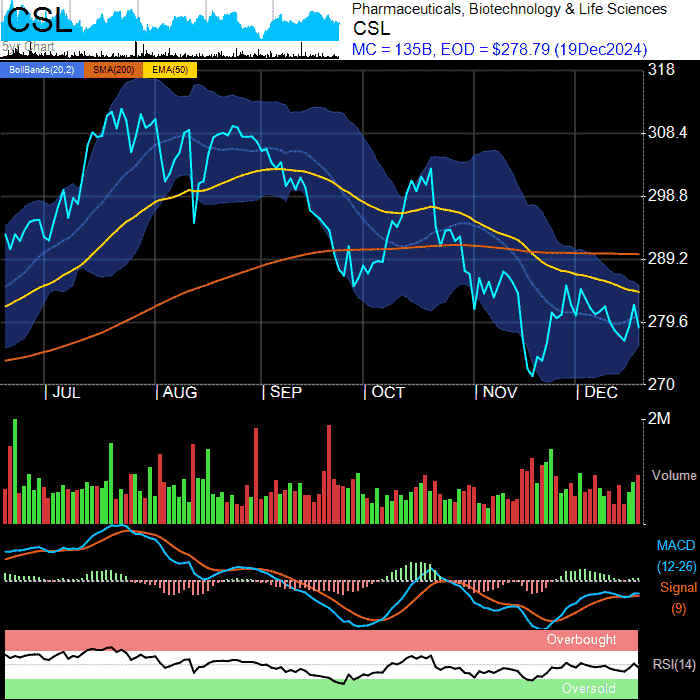 CSL
5yr Chart
Pharmaceuticals, Biotechnology & Life Sciences
CSL
MC = 135B, EOD = $278.79 (19Dec2024)
BollBands(20,2) SMA(200) EMA(50)
318
308.4
298.8
289.2
279.6
270
| JUL | AUG | SEP | OCT | NOV | DEC
2M
Volume
MACD
(12-26)
Signal
(9)
Overbought
RSI(14)
Oversold